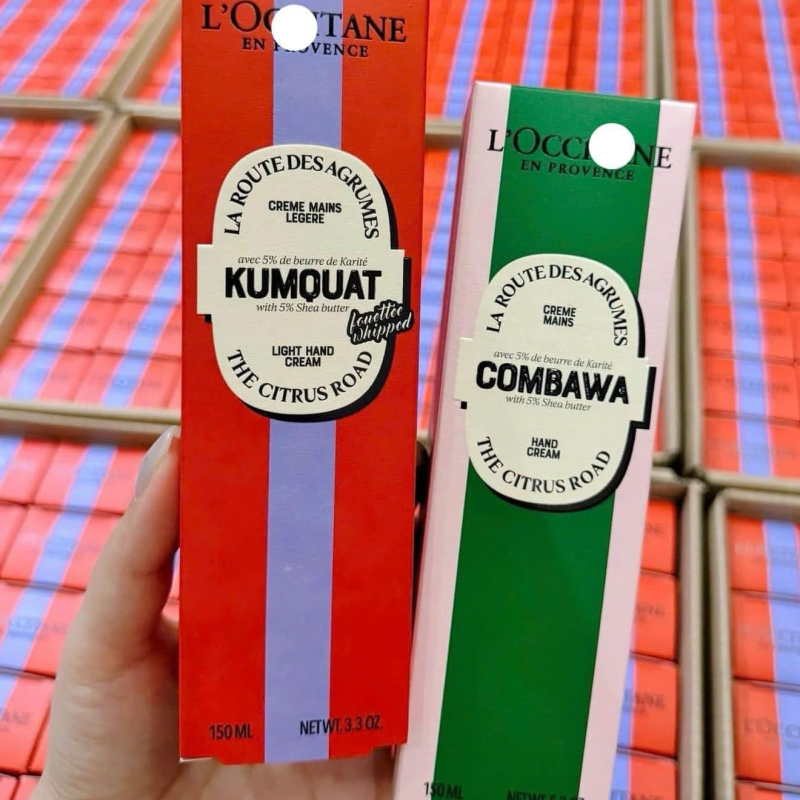 L'OCCITANE
EN PROVENCE
LA ROUTE DES AGRUMES
CREME MAINS
LEGERE
avec 5% de beurre de Karité
KUMQUAT
with 5% Shea butter
fouettée
whipped
LIGHT HAND
CREAM
THE CITRUS ROAD
150 ML
NET WT. 3.3 OZ.
L'OCCITANE
EN PROVENCE
LA ROUTE DES AGRUMES
CREME
MAINS
avec 5% de beurre de Karité
COMBAWA
with 5% Shea butter
HAND
CREAM
THE CITRUS ROAD
150 ML